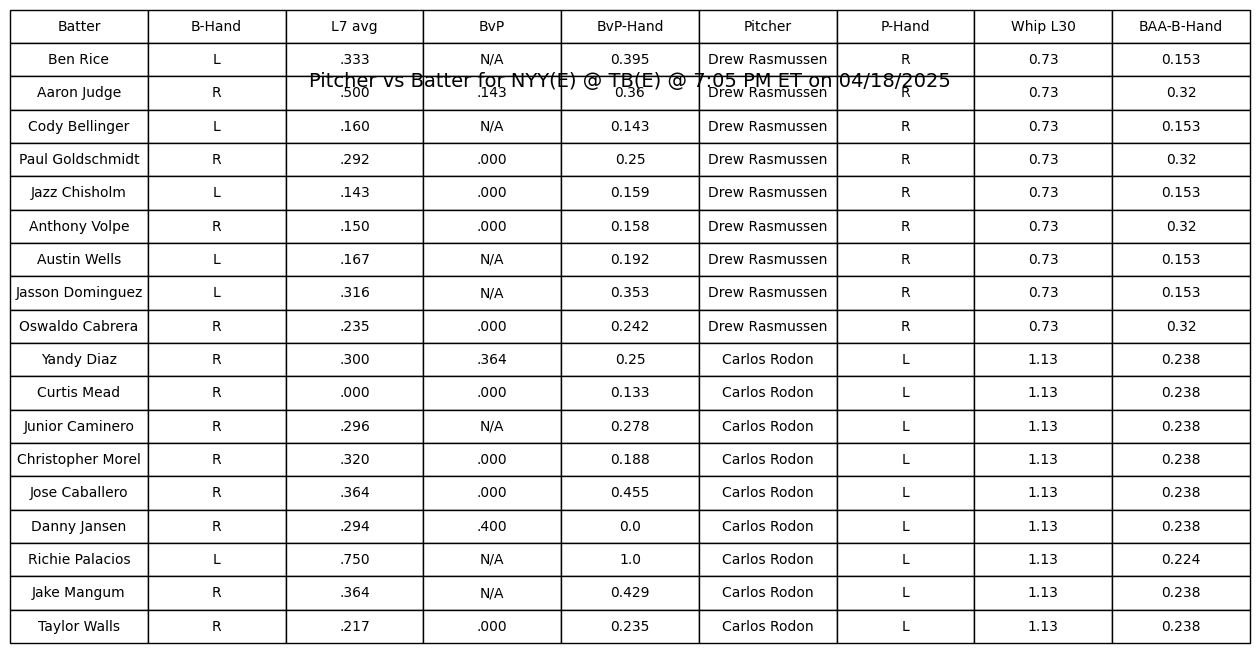 Batter B-Hand L7 avg BvP BvP-Hand Pitcher P-Hand Whip L30 BAA-B-Hand
Ben Rice L .333 N/A 0.395 Drew Rasmussen R 0.73 0.153
Pitcher vs Batter for NYY(E) @ TB(E) @ 7:05 PM ET on 04/18/2025
Aaron Judge R .500 .143 0.36 Drew Rasmussen R 0.73 0.32
Cody Bellinger L .160 N/A 0.143 Drew Rasmussen R 0.73 0.153
Paul Goldschmidt R .292 .000 0.25 Drew Rasmussen R 0.73 0.32
Jazz Chisholm L .143 .000 0.159 Drew Rasmussen R 0.73 0.153
Anthony Volpe R .150 .000 0.158 Drew Rasmussen R 0.73 0.32
Austin Wells L .167 N/A 0.192 Drew Rasmussen R 0.73 0.153
Jasson Dominguez L .316 N/A 0.353 Drew Rasmussen R 0.73 0.153
Oswaldo Cabrera R .235 .000 0.242 Drew Rasmussen R 0.73 0.32
Yandy Diaz R .300 .364 0.25 Carlos Rodon L 1.13 0.238
Curtis Mead R .000 .000 0.133 Carlos Rodon L 1.13 0.238
Junior Caminero R .296 N/A 0.278 Carlos Rodon L 1.13 0.238
Christopher Morel R .320 .000 0.188 Carlos Rodon L 1.13 0.238
Jose Caballero R .364 .000 0.455 Carlos Rodon L 1.13 0.238
Danny Jansen R .294 .400 0.0 Carlos Rodon L 1.13 0.238
Richie Palacios L .750 N/A 1.0 Carlos Rodon L 1.13 0.224
Jake Mangum R .364 N/A 0.429 Carlos Rodon L 1.13 0.238
Taylor Walls R .217 .000 0.235 Carlos Rodon L 1.13 0.238